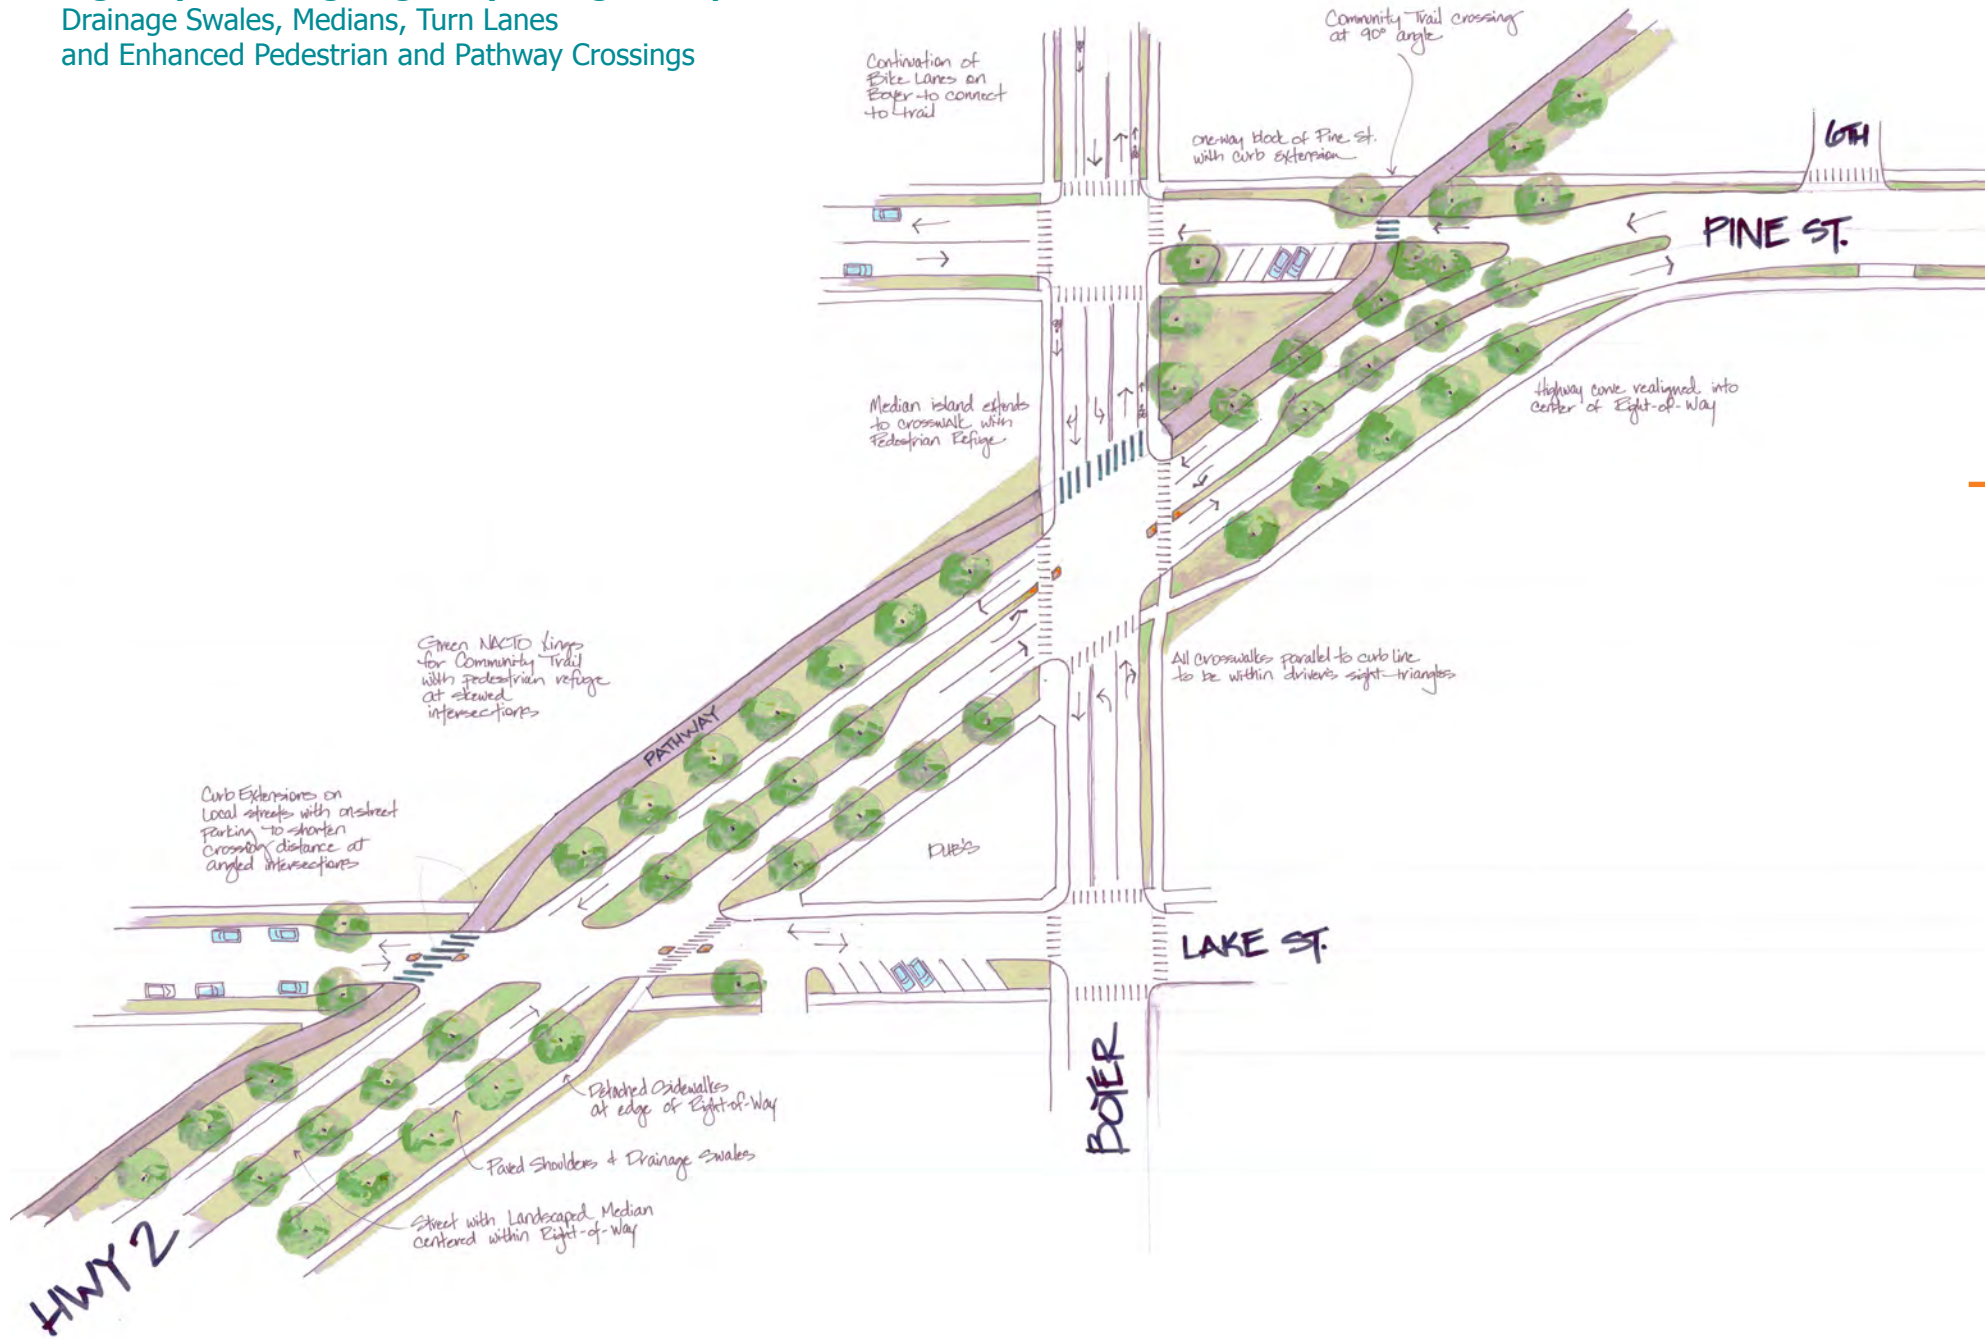 Drainage Swales, Medians, Turn Lanes
and Enhanced Pedestrian and Pathway Crossings
Community Trail crossing
at 90° angle
Continuation of
Bike Lanes on
Boyer to connect
to trail
one-way block of Pine St.
with curb extension
6TH
PINE ST.
Highway curve realigned into
center of Right-of-Way
Median island extends
to crosswalk with
Pedestrian Refuge
Green NACTO
for Community Trail
with pedestrian refuge
at skewed
intersections
All crosswalks parallel to curb line
to be within driver's sight-triangles
PATHWAY
Curb Extensions on
Local streets with on-street
parking to shorten
crossing distance at
angled intersections
DUB'S
LAKE ST.
BOYER
Detached Sidewalks
at edge of Right-of-Way
Paved Shoulders & Drainage Swales
Street with Landscaped Median
centered within Right-of-Way
HWY 2